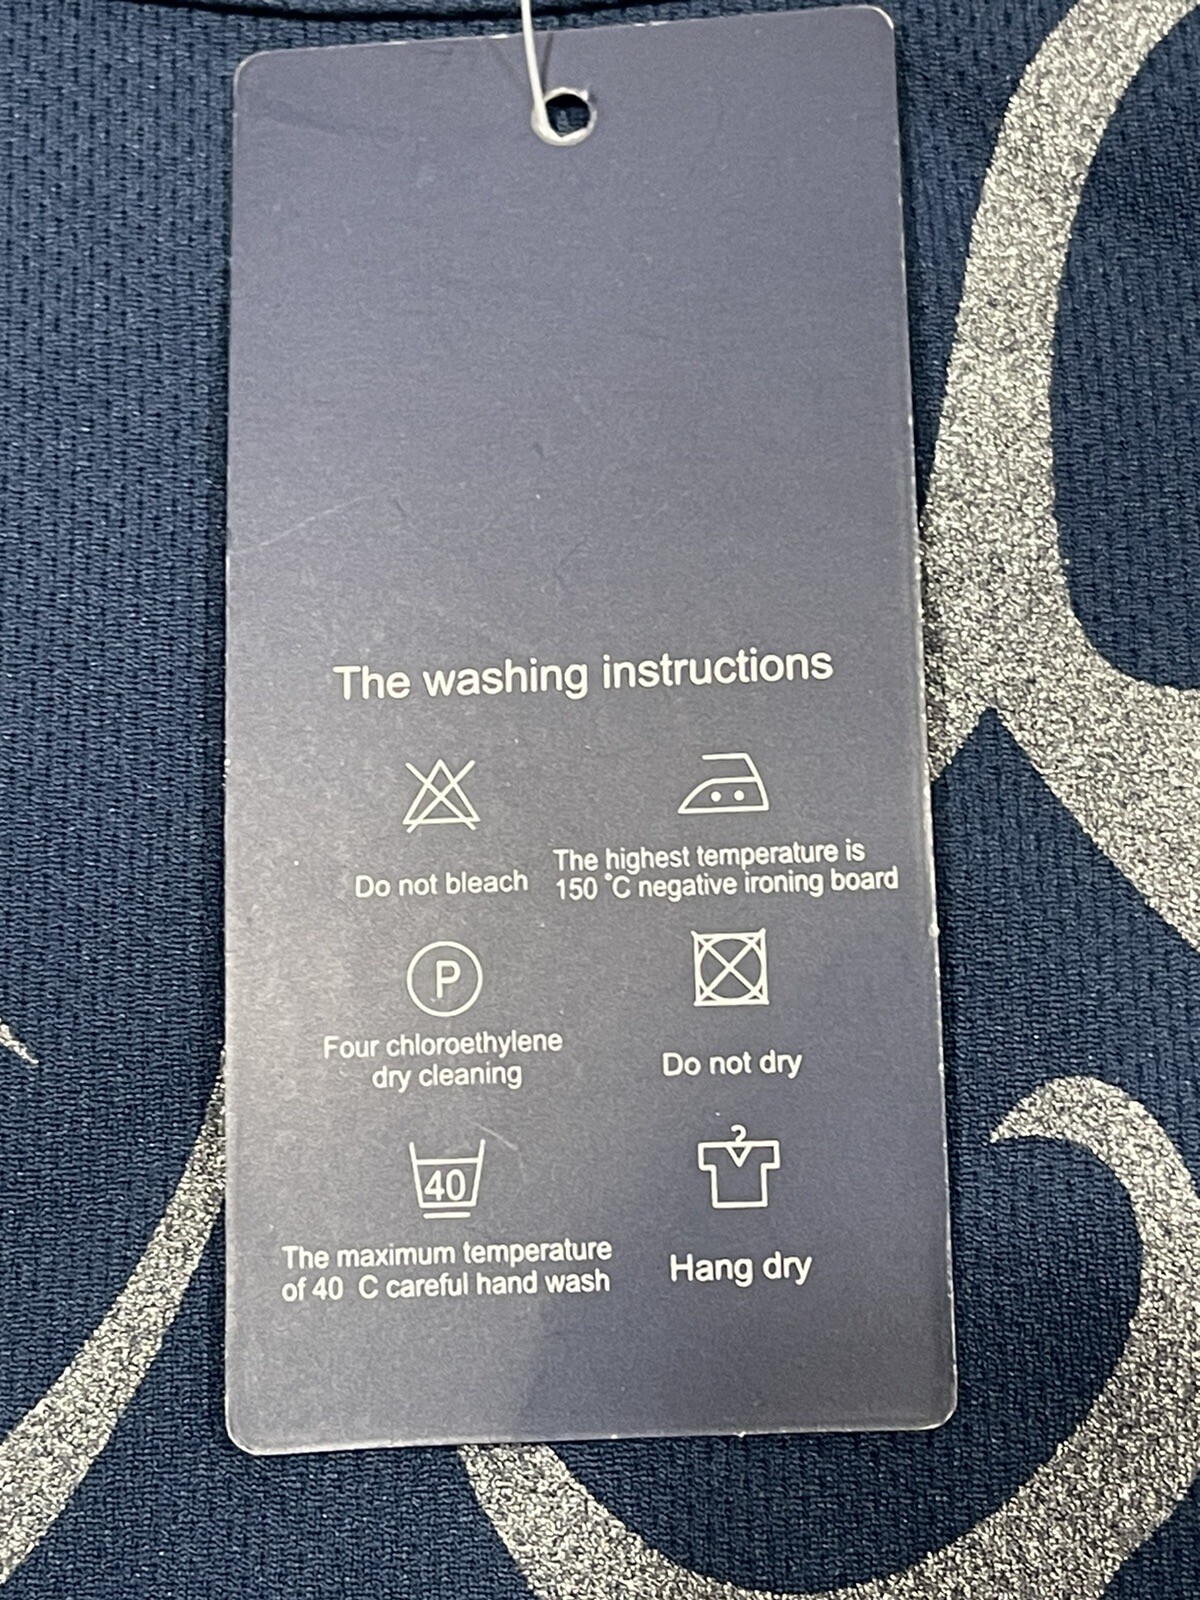 The washing instructions
Do not bleach
The highest temperature is
150 °C negative ironing board
P
Four chloroethylene
dry cleaning
Do not dry
40
The maximum temperature
of 40  C careful hand wash
Hang dry